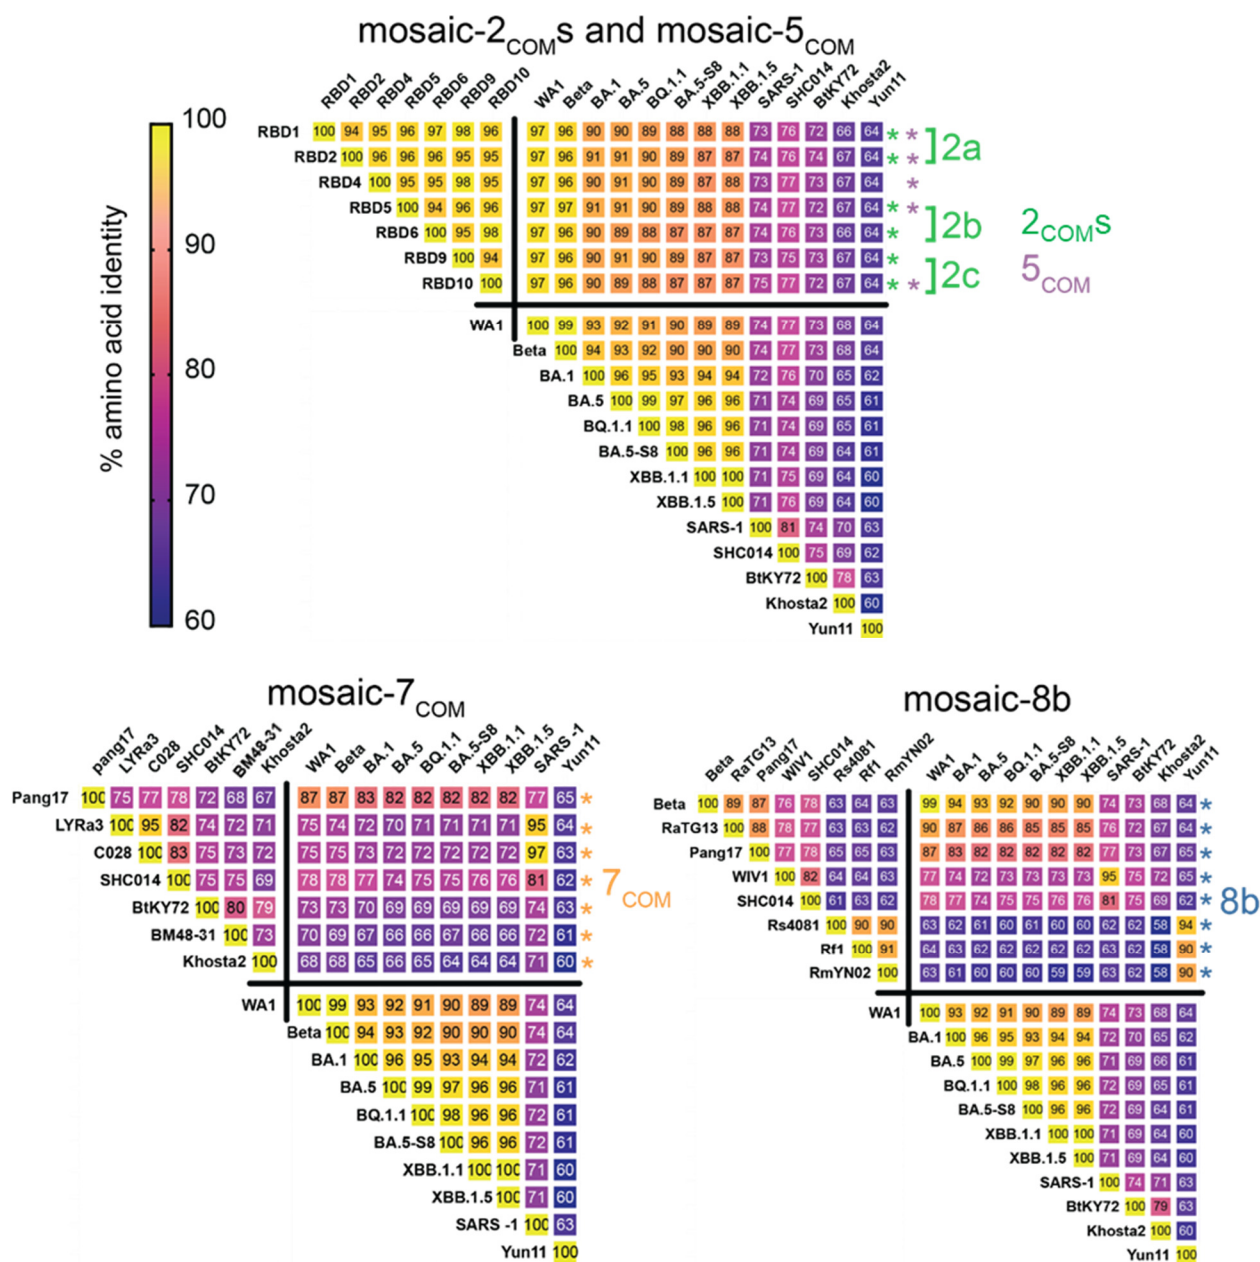 mosaic-2COMs and mosaic-5COM
RBD1 RBD2 RBD4 RBD5 RBD6 RBD9 RBD10 WA1 Beta BA.1 BA.5 BQ.1.1 BA.5-S8 XBB.1.1 XBB.1.5 SARS-1 SHC014 BtKY72 Khosta2 Yun11
% amino acid identity
100
90
80
70
60
RBD1 100 94 95 96 97 98 96 97 96 90 90 89 88 88 88 73 76 72 66 64 * *
RBD2 100 96 96 96 95 95 97 96 91 91 90 89 87 87 74 76 74 67 64 * *
]2a
RBD4 100 95 95 98 95 97 96 90 91 90 89 87 88 73 77 73 67 64 *
RBD5 100 94 96 96 97 97 91 91 90 89 88 88 74 77 72 67 64 * *
RBD6 100 95 98 97 96 90 89 88 87 87 87 74 76 73 66 64 *
]2b
2COMs
RBD9 100 94 97 96 90 91 90 89 87 87 73 75 73 67 64 *
RBD10 100 97 96 90 89 88 87 87 87 75 77 72 67 64 * *
]2c
5COM
WA1 100 99 93 92 91 90 89 89 74 77 73 68 64
Beta 100 94 93 92 90 90 90 74 77 73 68 64
BA.1 100 96 95 93 94 94 72 76 70 65 62
BA.5 100 99 97 96 96 71 74 69 65 61
BQ.1.1 100 98 96 96 71 74 69 65 61
BA.5-S8 100 96 96 71 74 69 64 61
XBB.1.1 100 100 71 75 69 64 60
XBB.1.5 100 71 76 69 64 60
SARS-1 100 81 74 70 63
SHC014 100 75 69 62
BtKY72 100 78 63
Khosta2 100 60
Yun11 100
mosaic-7COM
pang17 LYRa3 C028 SHC014 BtKY72 BM48-31 Khosta2 WA1 Beta BA.1 BA.5 BQ.1.1 BA.5-S8 XBB.1.1 XBB.1.5 SARS -1 Yun11
Pang17 100 75 77 78 72 68 67 87 87 83 82 82 82 82 82 77 65 *
LYRa3 100 95 82 74 72 71 75 74 72 70 71 71 71 71 95 64 *
C028 100 83 75 73 72 75 75 73 72 72 72 72 72 97 63 *
SHC014 100 75 75 69 78 78 77 74 75 75 76 76 81 62 *
7COM
BtKY72 100 80 79 73 73 70 69 69 69 69 69 74 63 *
BM48-31 100 73 70 69 67 66 66 67 66 66 72 61 *
Khosta2 100 68 68 65 66 65 64 64 64 71 60 *
WA1 100 99 93 92 91 90 89 89 74 64
Beta 100 94 93 92 90 90 90 74 64
BA.1 100 96 95 93 94 94 72 62
BA.5 100 99 97 96 96 71 61
BQ.1.1 100 98 96 96 72 61
BA.5-S8 100 96 96 72 61
XBB.1.1 100 100 71 60
XBB.1.5 100 71 60
SARS -1 100 63
Yun11 100
mosaic-8b
Beta RaTG13 Pang17 WIV1 SHC014 Rs4081 Rf1 RmYN02 WA1 BA.1 BA.5 BQ.1.1 BA.5-S8 XBB.1.1 XBB.1.5 SARS-1 BtKY72 Khosta2 Yun11
Beta 100 89 87 76 78 63 64 63 99 94 93 92 90 90 90 74 73 68 64 *
RaTG13 100 88 78 77 63 63 62 90 87 86 86 85 85 85 76 72 67 64 *
Pang17 100 77 78 65 65 63 87 83 82 82 82 82 82 77 73 67 65 *
WIV1 100 82 64 64 63 77 74 72 73 73 73 73 95 75 72 65 *
SHC014 100 61 63 62 78 77 74 75 75 76 76 81 75 69 62 *
8b
Rs4081 100 90 90 63 62 61 60 61 60 60 62 62 58 94 *
Rf1 100 91 64 63 62 62 62 62 62 62 62 58 90 *
RmYN02 100 63 61 60 60 60 59 59 63 62 58 90 *
WA1 100 93 92 91 90 89 89 74 73 68 64
BA.1 100 96 95 93 94 94 72 70 65 62
BA.5 100 99 97 96 96 71 69 66 61
BQ.1.1 100 98 96 96 72 69 65 61
BA.5-S8 100 96 96 72 69 64 61
XBB.1.1 100 100 71 69 64 60
XBB.1.5 100 71 69 64 60
SARS-1 100 74 71 63
BtKY72 100 79 63
Khosta2 100 60
Yun11 100